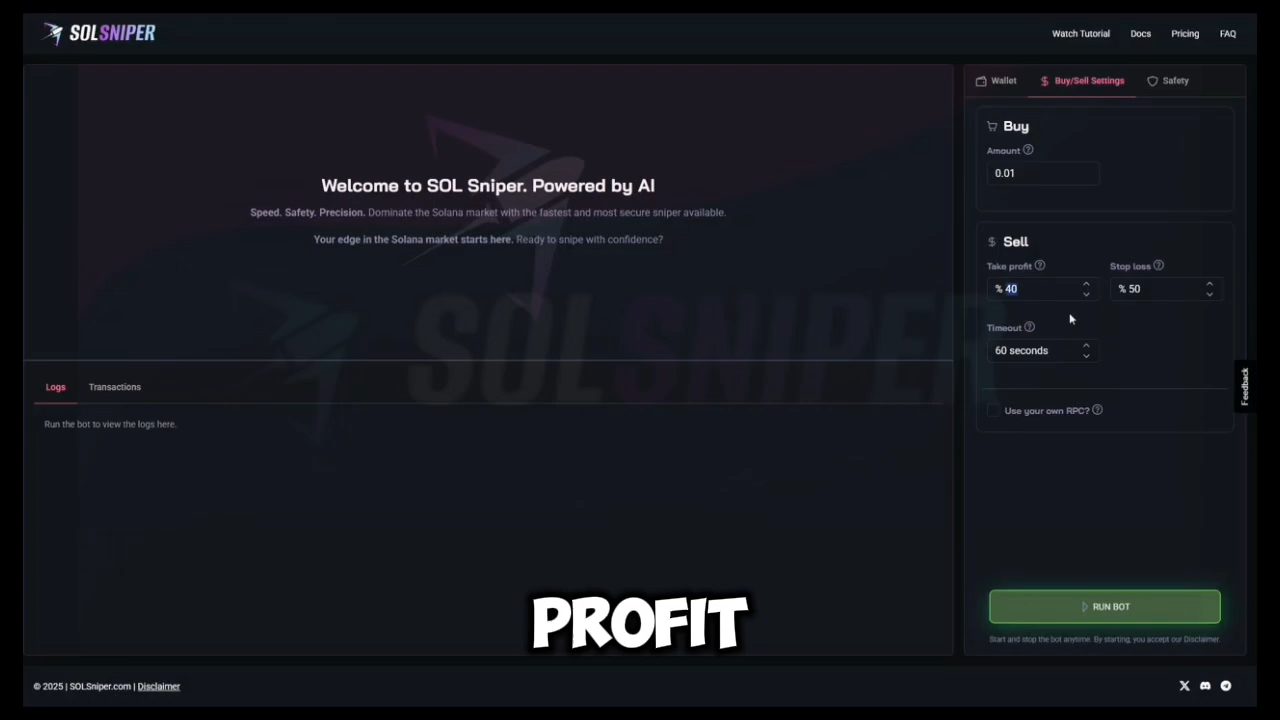 SOLSNIPER
Watch Tutorial Docs Pricing FAQ
Welcome to SOL Sniper. Powered by AI
Speed. Safety. Precision. Dominate the Solana market with the fastest and most secure sniper available.
Your edge in the Solana market starts here. Ready to snipe with confidence?
SOLSNIPER
Logs Transactions
Run the bot to view the logs here.
Wallet Buy/Sell Settings Safety
Buy
Amount
0.01
Sell
Take profit Stop loss
% 40 % 50
Timeout
60 seconds
Use your own RPC?
Feedback
RUN BOT
Start and stop the bot anytime. By starting, you accept our Disclaimer.
PROFIT
© 2025 | SOLSniper.com | Disclaimer